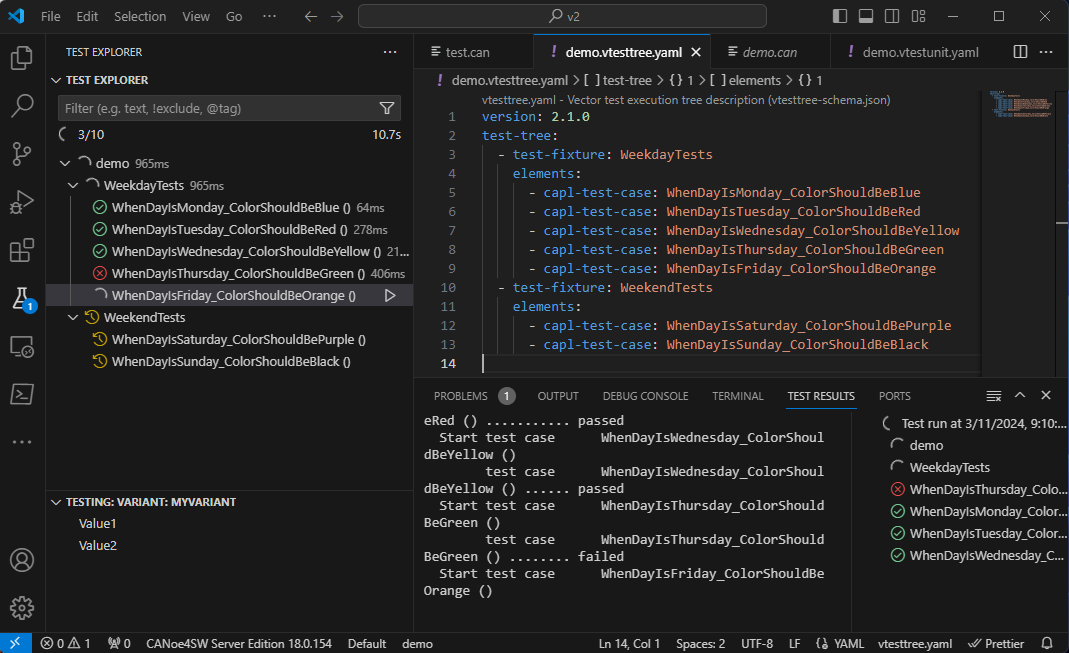 File Edit Selection View Go ··· v2
TEST EXPLORER ···
TEST EXPLORER
Filter (e.g. text, !exclude, @tag)
3/10 10.7s
demo 965ms
WeekdayTests 965ms
WhenDayIsMonday_ColorShouldBeBlue () 64ms
WhenDayIsTuesday_ColorShouldBeRed () 278ms
WhenDayIsWednesday_ColorShouldBeYellow () 21...
WhenDayIsThursday_ColorShouldBeGreen () 406ms
WhenDayIsFriday_ColorShouldBeOrange ()
WeekendTests
WhenDayIsSaturday_ColorShouldBePurple ()
WhenDayIsSunday_ColorShouldBeBlack ()
1
TESTING: VARIANT: MYVARIANT
Value1
Value2
test.can ! demo.vtesttree.yaml demo.can ! demo.vtestunit.yaml ···
! demo.vtesttree.yaml > [ ] test-tree > { } 1 > [ ] elements > { } 1
vtesttree.yaml - Vector test execution tree description (vtesttree-schema.json)
1 version: 2.1.0
2 test-tree:
3 - test-fixture: WeekdayTests
4 elements:
5 - capl-test-case: WhenDayIsMonday_ColorShouldBeBlue
6 - capl-test-case: WhenDayIsTuesday_ColorShouldBeRed
7 - capl-test-case: WhenDayIsWednesday_ColorShouldBeYellow
8 - capl-test-case: WhenDayIsThursday_ColorShouldBeGreen
9 - capl-test-case: WhenDayIsFriday_ColorShouldBeOrange
10 - test-fixture: WeekendTests
11 elements:
12 - capl-test-case: WhenDayIsSaturday_ColorShouldBePurple
13 - capl-test-case: WhenDayIsSunday_ColorShouldBeBlack
14
PROBLEMS 1 OUTPUT DEBUG CONSOLE TERMINAL TEST RESULTS PORTS
eRed () ........... passed
Start test case WhenDayIsWednesday_ColorShoul
dBeYellow ()
test case WhenDayIsWednesday_ColorShoul
dBeYellow () ...... passed
Start test case WhenDayIsThursday_ColorShould
BeGreen ()
test case WhenDayIsThursday_ColorShould
BeGreen () ........ failed
Start test case WhenDayIsFriday_ColorShouldBe
Orange ()
Test run at 3/11/2024, 9:10:...
demo
WeekdayTests
WhenDayIsThursday_Colo...
WhenDayIsMonday_Color...
WhenDayIsTuesday_Color...
WhenDayIsWednesday_C...
0 1 0 CANoe4SW Server Edition 18.0.154 Default demo Ln 14, Col 1 Spaces: 2 UTF-8 LF { } YAML vtesttree.yaml Prettier